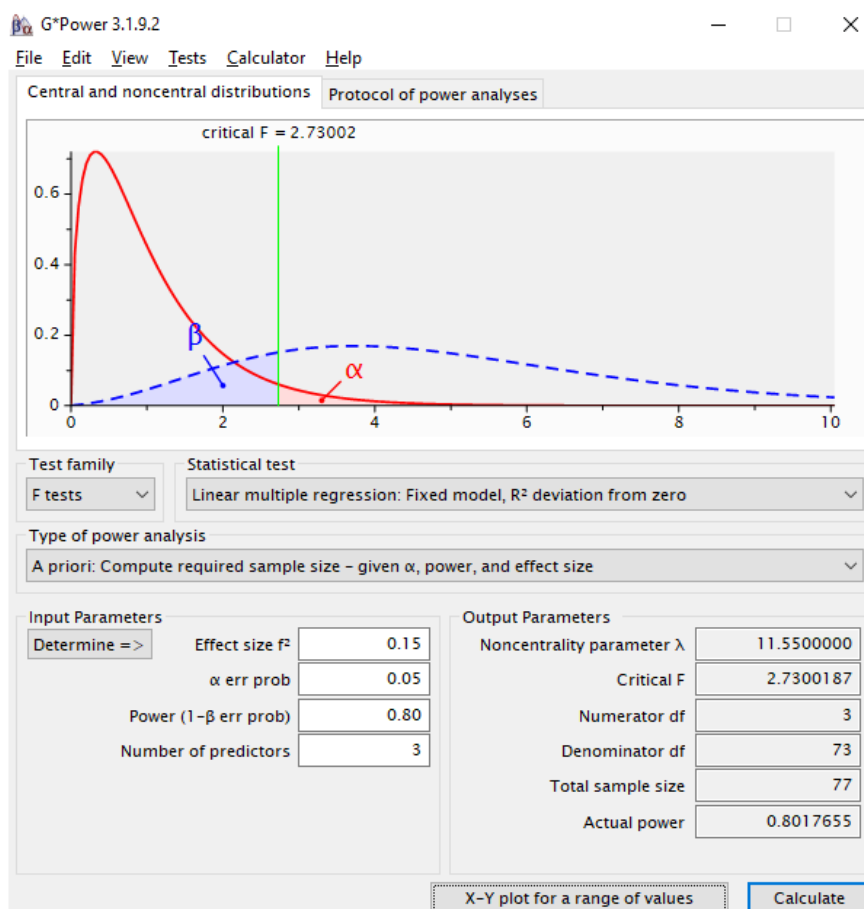 G*Power 3.1.9.2
File Edit View Tests Calculator Help
Central and noncentral distributions Protocol of power analyses
critical F = 2.73002
0.6
0.4
0.2
0
β
α
0 2 4 6 8 10
Test family Statistical test
F tests Linear multiple regression: Fixed model, R² deviation from zero
Type of power analysis
A priori: Compute required sample size – given α, power, and effect size
Input Parameters Output Parameters
Determine => Effect size f² 0.15 Noncentrality parameter λ 11.5500000
α err prob 0.05 Critical F 2.7300187
Power (1–β err prob) 0.80 Numerator df 3
Number of predictors 3 Denominator df 73
Total sample size 77
Actual power 0.8017655
X–Y plot for a range of values Calculate